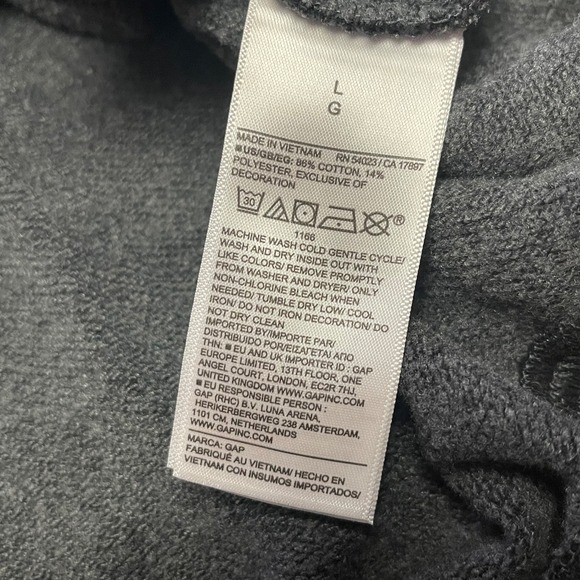 L
G
MADE IN VIETNAM RN 54023 / CA 17897
■ US/GB/EG: 86% COTTON, 14%
POLYESTER, EXCLUSIVE OF
DECORATION
30 ®
1166
MACHINE WASH COLD GENTLE CYCLE/
WASH AND DRY INSIDE OUT WITH
LIKE COLORS/ REMOVE PROMPTLY
FROM WASHER AND DRYER/ ONLY
NON-CHLORINE BLEACH WHEN
NEEDED/ TUMBLE DRY LOW/ COOL
IRON/ DO NOT IRON DECORATION/ DO
NOT DRY CLEAN
IMPORTED BY/IMPORTE PAR/
DISTRIBUIDO POR/ΕΙΣΑΓΕΤΑΙ ΑΠΟ
ΤΗΝ: ■ EU AND UK IMPORTER ID : GAP
EUROPE LIMITED, 13TH FLOOR, ONE
ANGEL COURT, LONDON, EC2R 7HJ,
UNITED KINGDOM WWW.GAPINC.COM
■ EU RESPONSIBLE PERSON :
GAP (RHC) B.V. LUNA ARENA,
HERIKERBERGWEG 238 AMSTERDAM,
1101 CM, NETHERLANDS
WWW.GAPINC.COM
MARCA: GAP
FABRIQUÉ AU VIETNAM/ HECHO EN
VIETNAM CON INSUMOS IMPORTADOS/